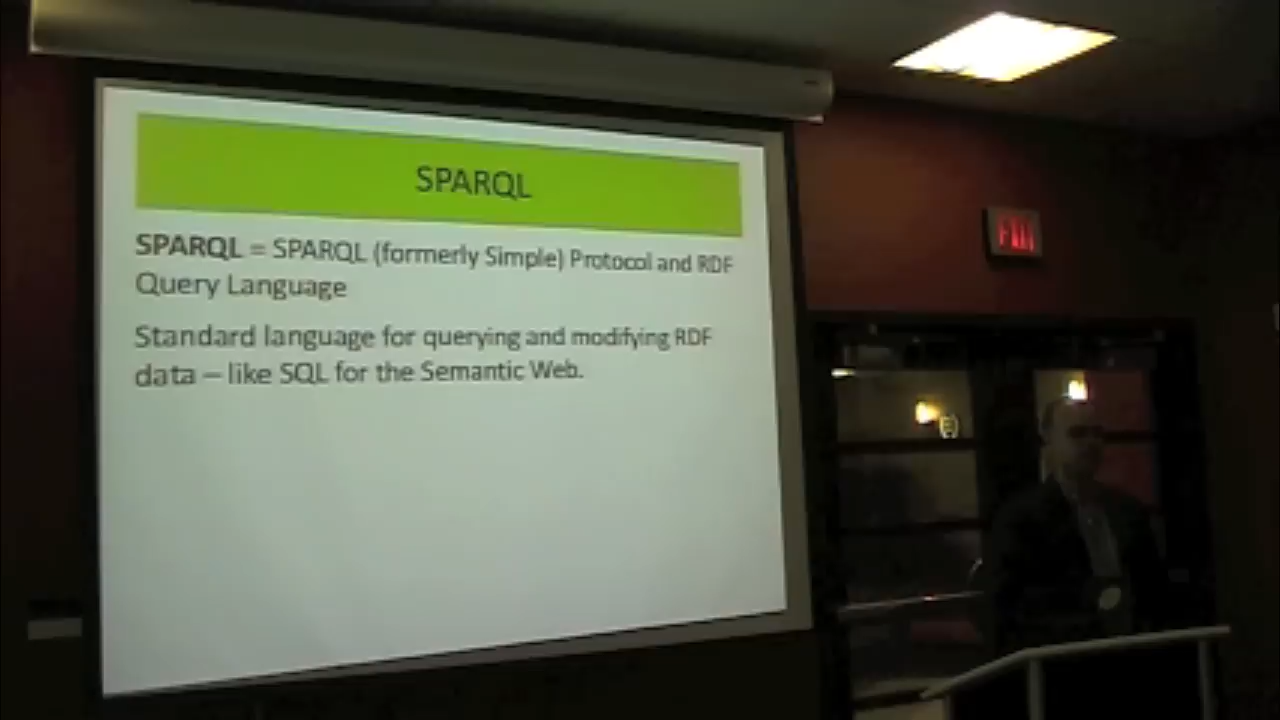 SPARQL
SPARQL = SPARQL (formerly Simple) Protocol and RDF
Query Language
Standard language for querying and modifying RDF
data – like SQL for the Semantic Web.
EXIT